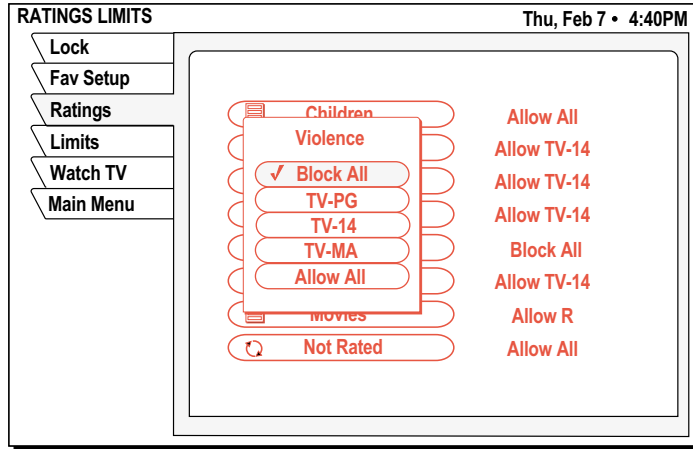 RATINGS LIMITS
Thu, Feb 7 • 4:40PM
Lock
Fav Setup
Ratings
Limits
Watch TV
Main Menu
Children Allow All
Allow TV-14
Allow TV-14
Allow TV-14
Block All
Allow TV-14
Movies Allow R
Not Rated Allow All
Violence
✓ Block All
TV-PG
TV-14
TV-MA
Allow All